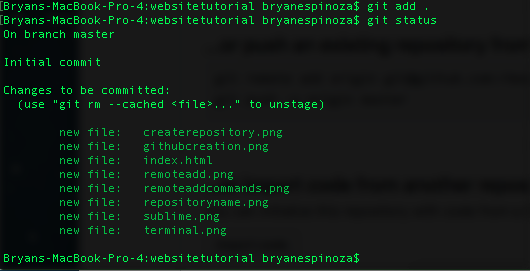 [Bryans-MacBook-Pro-4:websitetutorial bryanespinoza$ git add .
[Bryans-MacBook-Pro-4:websitetutorial bryanespinoza$ git status
On branch master
Initial commit
Changes to be committed:
(use "git rm --cached <file>..." to unstage)
new file: createrepository.png
new file: githubcreation.png
new file: index.html
new file: remoteadd.png
new file: remoteaddcommands.png
new file: repositoryname.png
new file: sublime.png
new file: terminal.png
Bryans-MacBook-Pro-4:websitetutorial bryanespinoza$